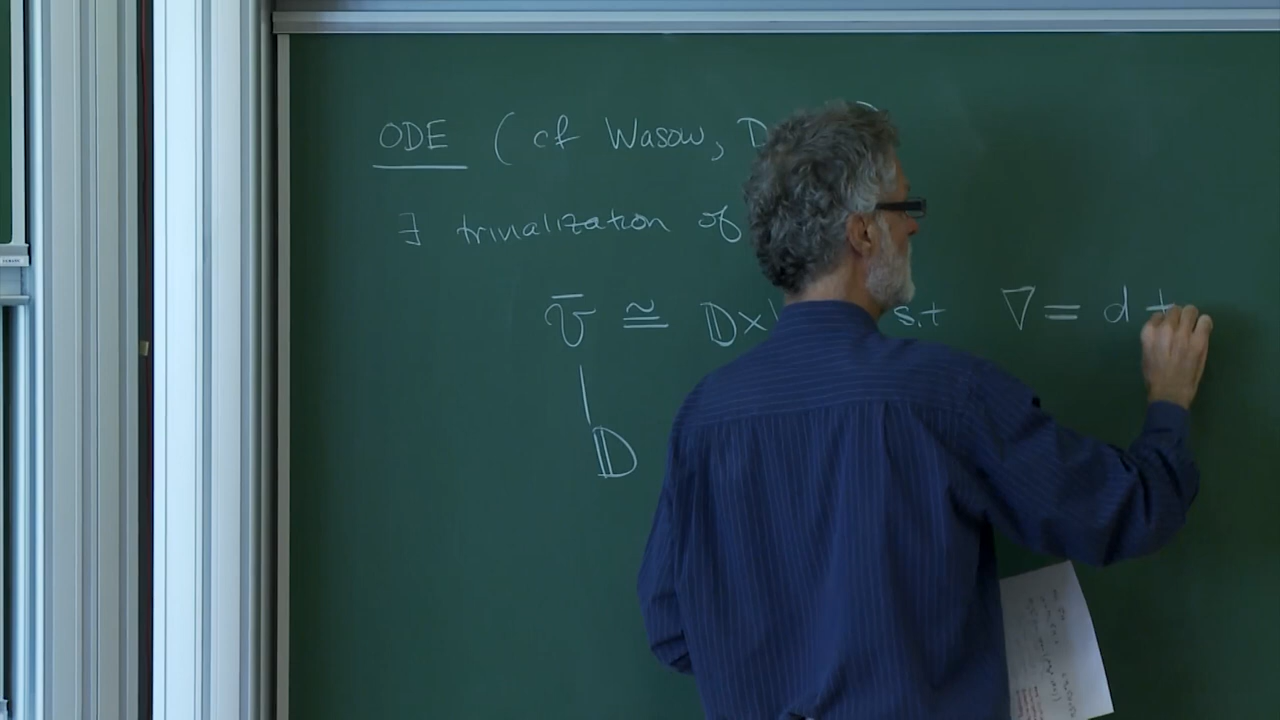 ODE (cf Wasow, D
∃ trivialization of
V̄ ≅ 𝔻× s.t ∇ = d +
𝔻